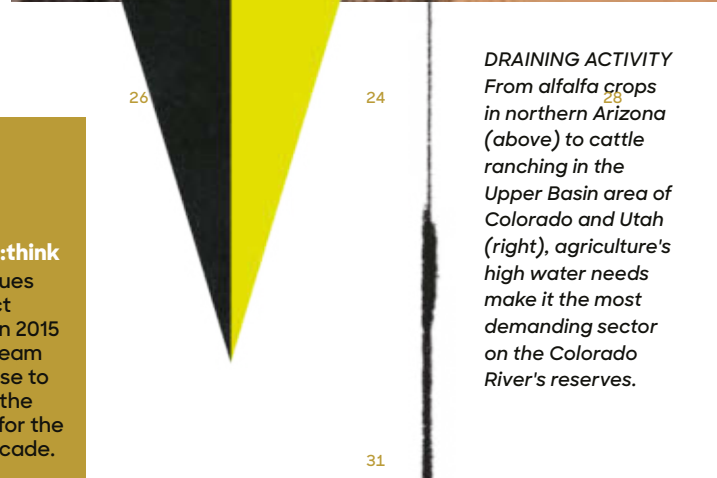 26
24
28
31
:think
ues
ct
n 2015
eam
se to
the
for the
cade.
DRAINING ACTIVITY
From alfalfa crops
in northern Arizona
(above) to cattle
ranching in the
Upper Basin area of
Colorado and Utah
(right), agriculture's
high water needs
make it the most
demanding sector
on the Colorado
River's reserves.